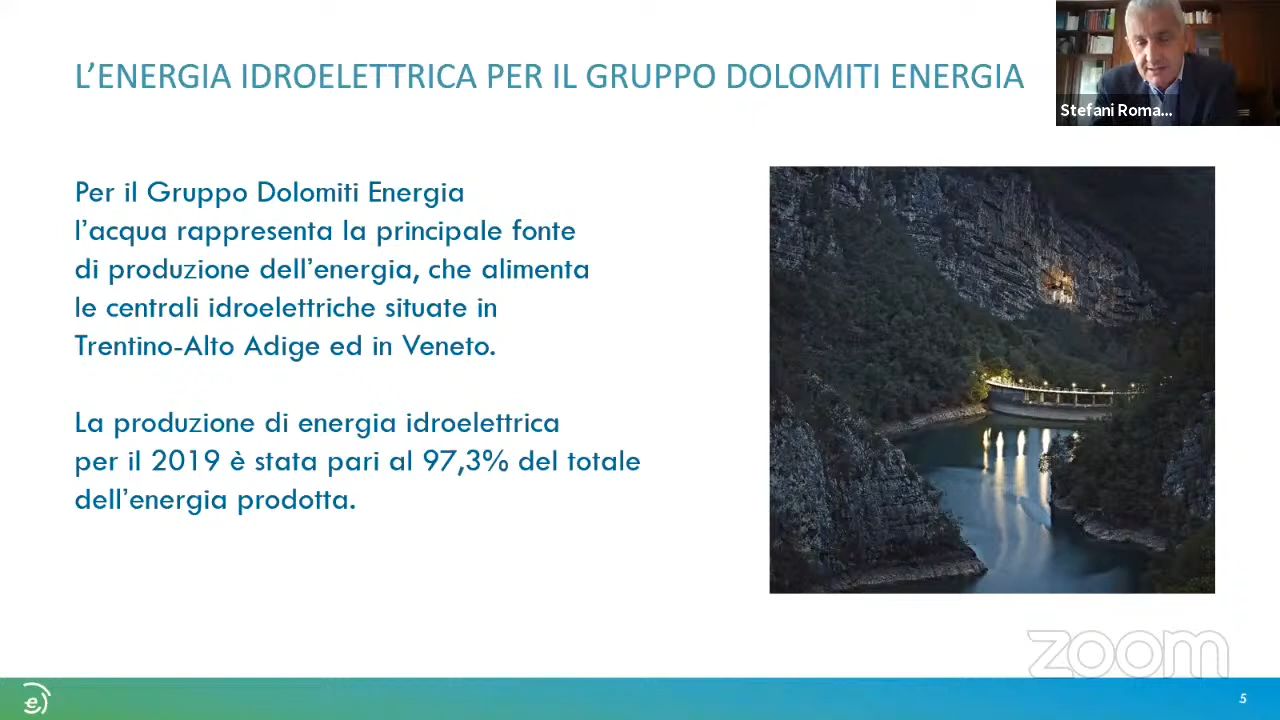 L'ENERGIA IDROELETTRICA PER IL GRUPPO DOLOMITI ENERGIA
Stefani Roma...
Per il Gruppo Dolomiti Energia
l'acqua rappresenta la principale fonte
di produzione dell'energia, che alimenta
le centrali idroelettriche situate in
Trentino-Alto Adige ed in Veneto.
La produzione di energia idroelettrica
per il 2019 è stata pari al 97,3% del totale
dell'energia prodotta.
zoom
e
5